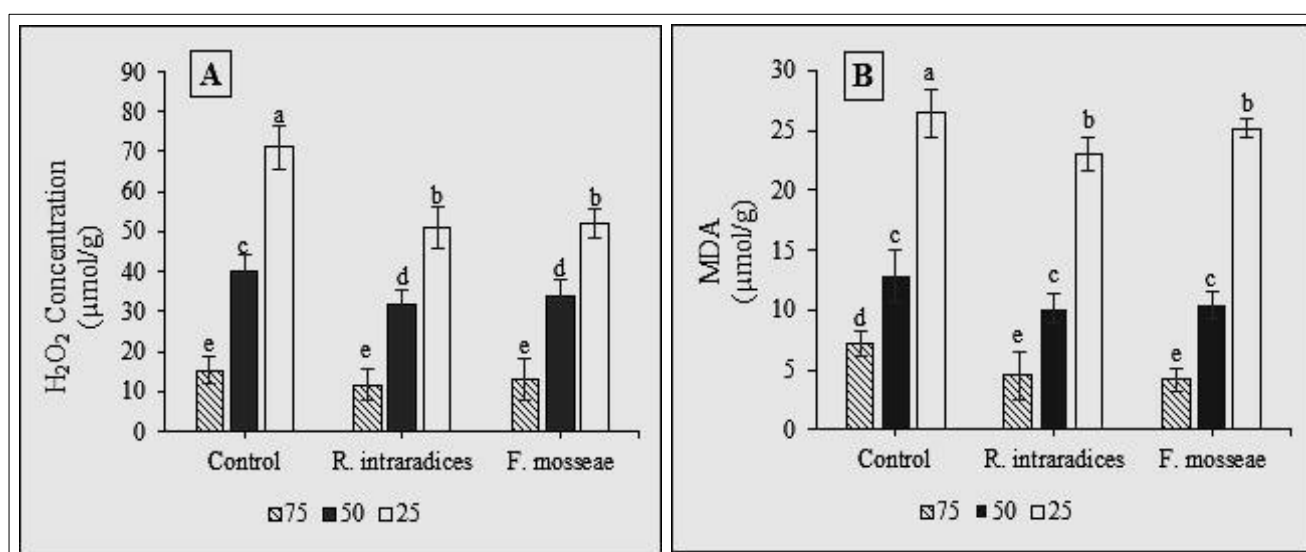 A
H₂O₂ Concentration
(µmol/g)
90
80
70
60
50
40
30
20
10
0
e
c
a
e
d
b
e
d
b
Control R. intraradices F. mosseae
75 50 25
B
MDA
(µmol/g)
30
25
20
15
10
5
0
d
c
a
e
c
b
e
c
b
Control R. intraradices F. mosseae
75 50 25